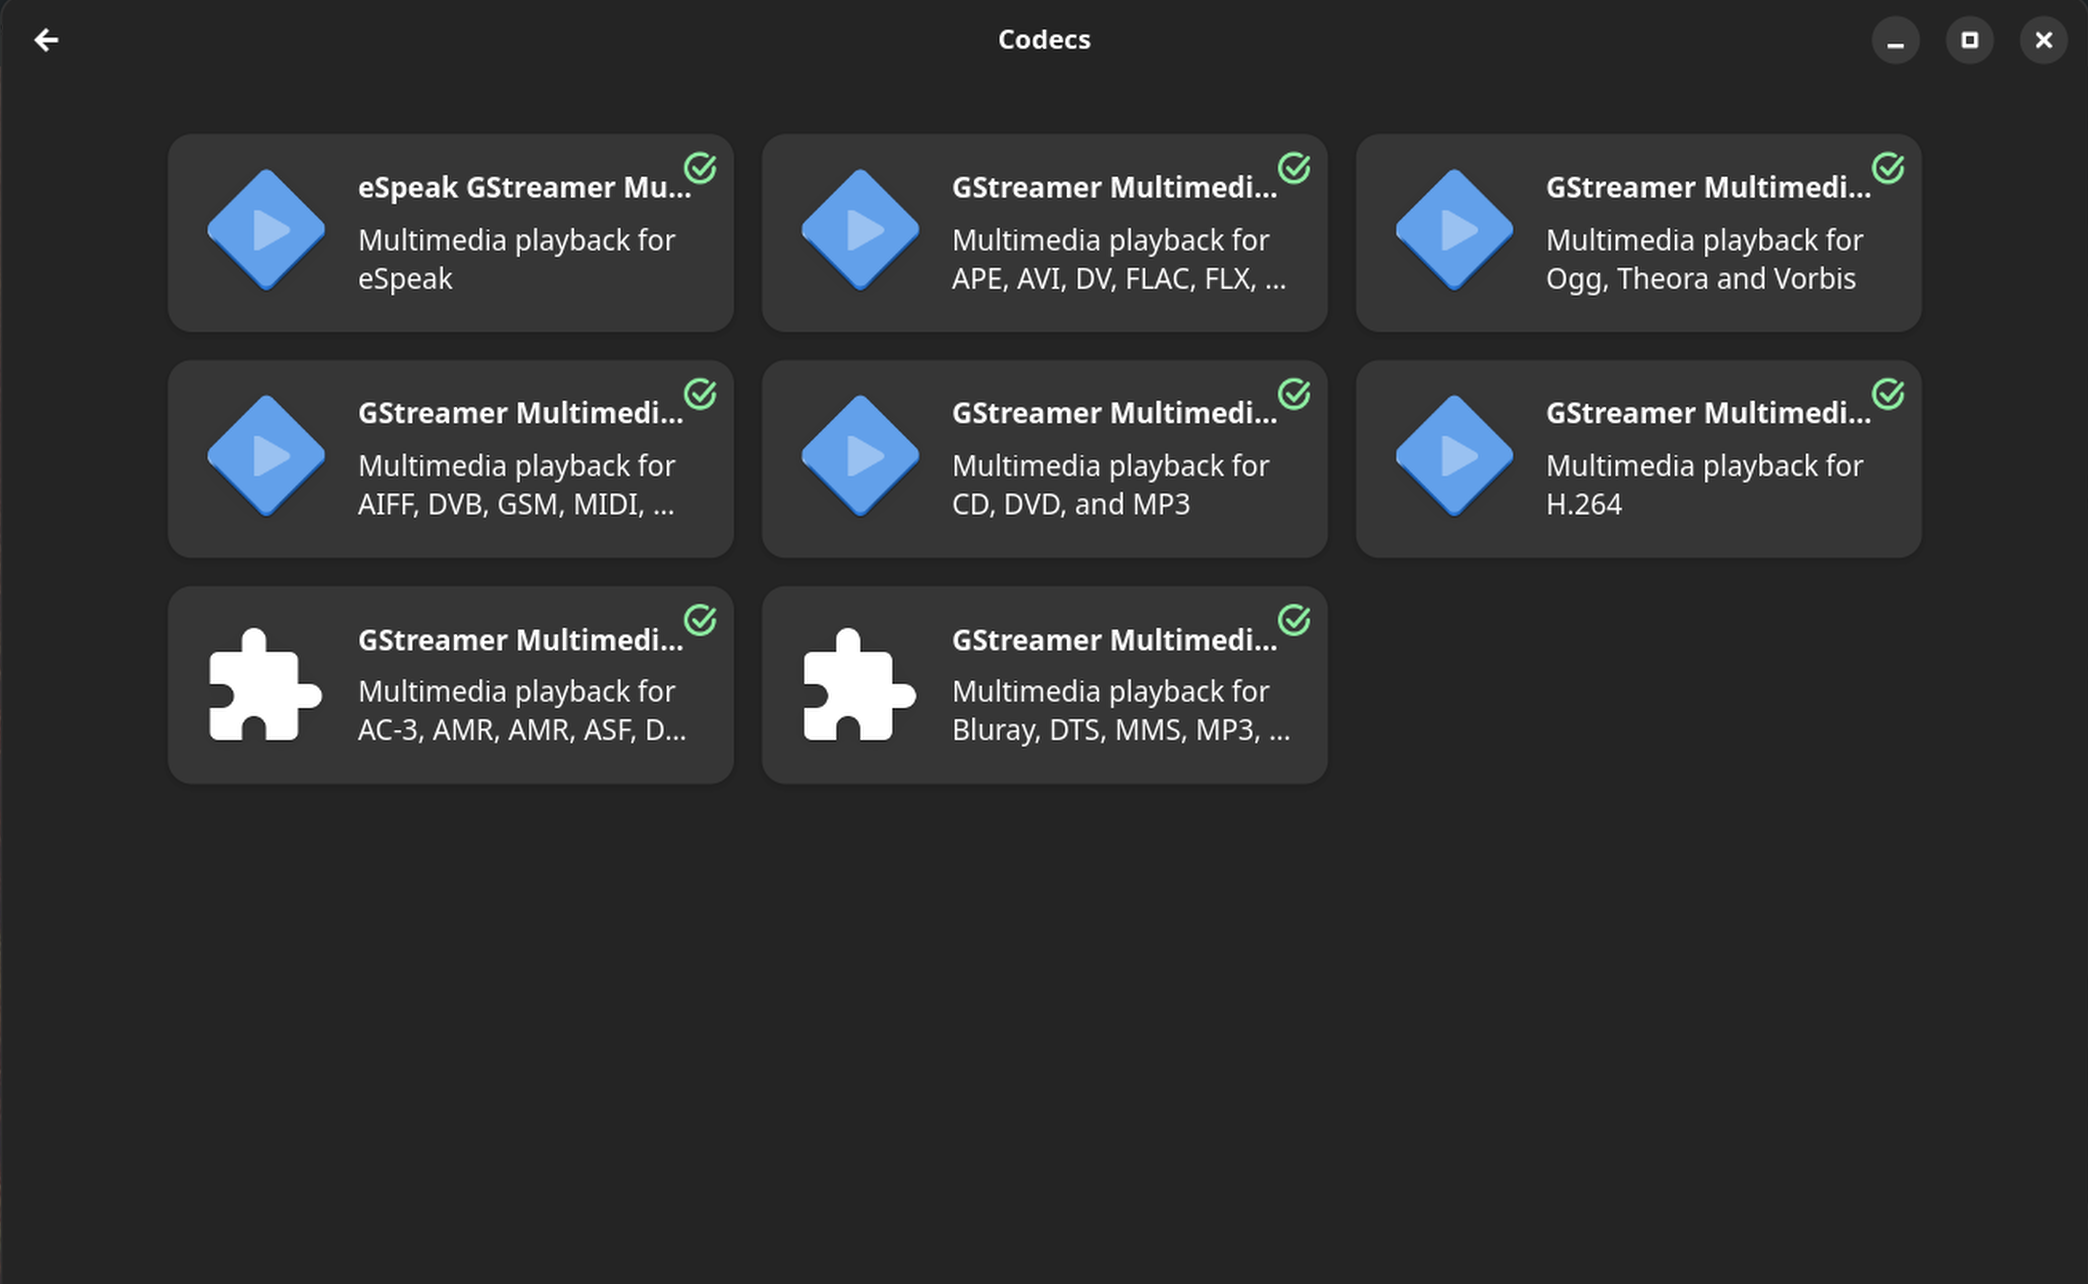 Codecs
eSpeak GStreamer Mu...
Multimedia playback for
eSpeak
GStreamer Multimedi...
Multimedia playback for
APE, AVI, DV, FLAC, FLX, ...
GStreamer Multimedi...
Multimedia playback for
Ogg, Theora and Vorbis
GStreamer Multimedi...
Multimedia playback for
AIFF, DVB, GSM, MIDI, ...
GStreamer Multimedi...
Multimedia playback for
CD, DVD, and MP3
GStreamer Multimedi...
Multimedia playback for
H.264
GStreamer Multimedi...
Multimedia playback for
AC-3, AMR, AMR, ASF, D...
GStreamer Multimedi...
Multimedia playback for
Bluray, DTS, MMS, MP3, ...